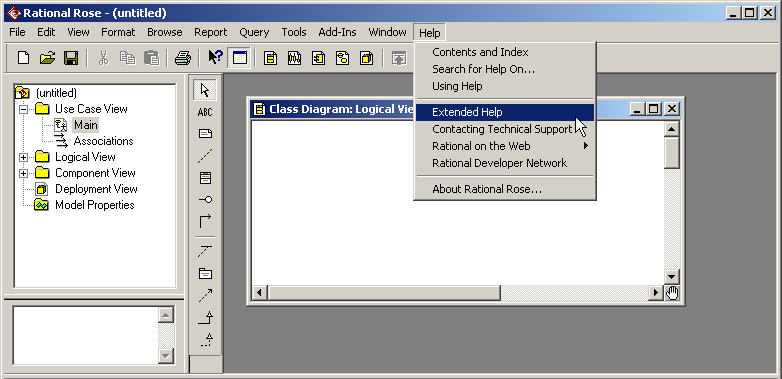 Rational Rose - (untitled)
File Edit View Format Browse Report Query Tools Add-Ins Window Help
Contents and Index
Search for Help On...
Using Help
Extended Help
Contacting Technical Support
Rational on the Web
Rational Developer Network
About Rational Rose...
(untitled)
Use Case View
Main
Associations
Logical View
Component View
Deployment View
Model Properties
ABC
Class Diagram: Logical Vie